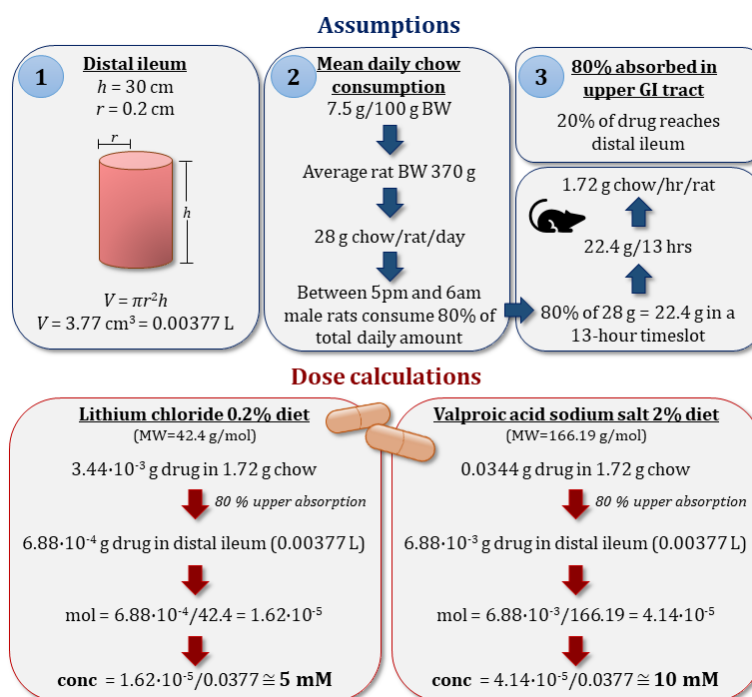 Assumptions
1
Distal ileum
h = 30 cm
r = 0.2 cm
r
h
V = πr²h
V = 3.77 cm³ = 0.00377 L
2
Mean daily chow
consumption
7.5 g/100 g BW
Average rat BW 370 g
28 g chow/rat/day
Between 5pm and 6am
male rats consume 80% of
total daily amount
3
80% absorbed in
upper GI tract
20% of drug reaches
distal ileum
1.72 g chow/hr/rat
22.4 g/13 hrs
80% of 28 g = 22.4 g in a
13-hour timeslot
Dose calculations
Lithium chloride 0.2% diet
(MW=42.4 g/mol)
3.44·10⁻³ g drug in 1.72 g chow
80 % upper absorption
6.88·10⁻⁴ g drug in distal ileum (0.00377 L)
mol = 6.88·10⁻⁴/42.4 = 1.62·10⁻⁵
conc = 1.62·10⁻⁵/0.0377 ≅ 5 mM
Valproic acid sodium salt 2% diet
(MW=166.19 g/mol)
0.0344 g drug in 1.72 g chow
80 % upper absorption
6.88·10⁻³ g drug in distal ileum (0.00377 L)
mol = 6.88·10⁻³/166.19 = 4.14·10⁻⁵
conc = 4.14·10⁻⁵/0.0377 ≅ 10 mM